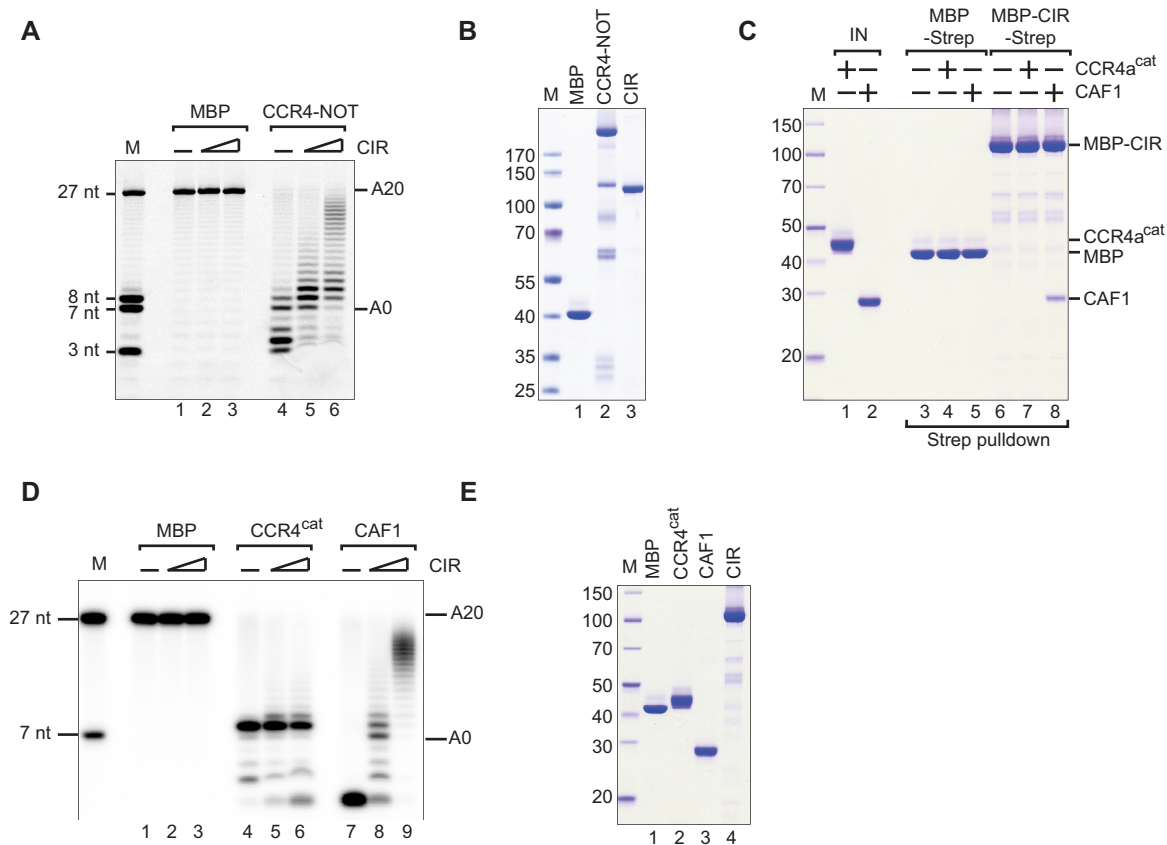 A
MBP CCR4-NOT
M — — CIR
27 nt A20
8 nt
7 nt A0
3 nt
1 2 3 4 5 6
B
M MBP CCR4-NOT CIR
170
150
100
70
55
40
35
25
1 2 3
C
MBP MBP-CIR
IN -Strep -Strep
+ — — + — — + — CCR4a^cat
M — + — — + — — + CAF1
150
100 MBP-CIR
70
50 CCR4a^cat
40 MBP
30 CAF1
20
1 2 3 4 5 6 7 8
Strep pulldown
D
MBP CCR4^cat CAF1
M — — — CIR
27 nt A20
7 nt A0
1 2 3 4 5 6 7 8 9
E
M MBP CCR4^cat CAF1 CIR
150
100
70
50
40
30
20
1 2 3 4